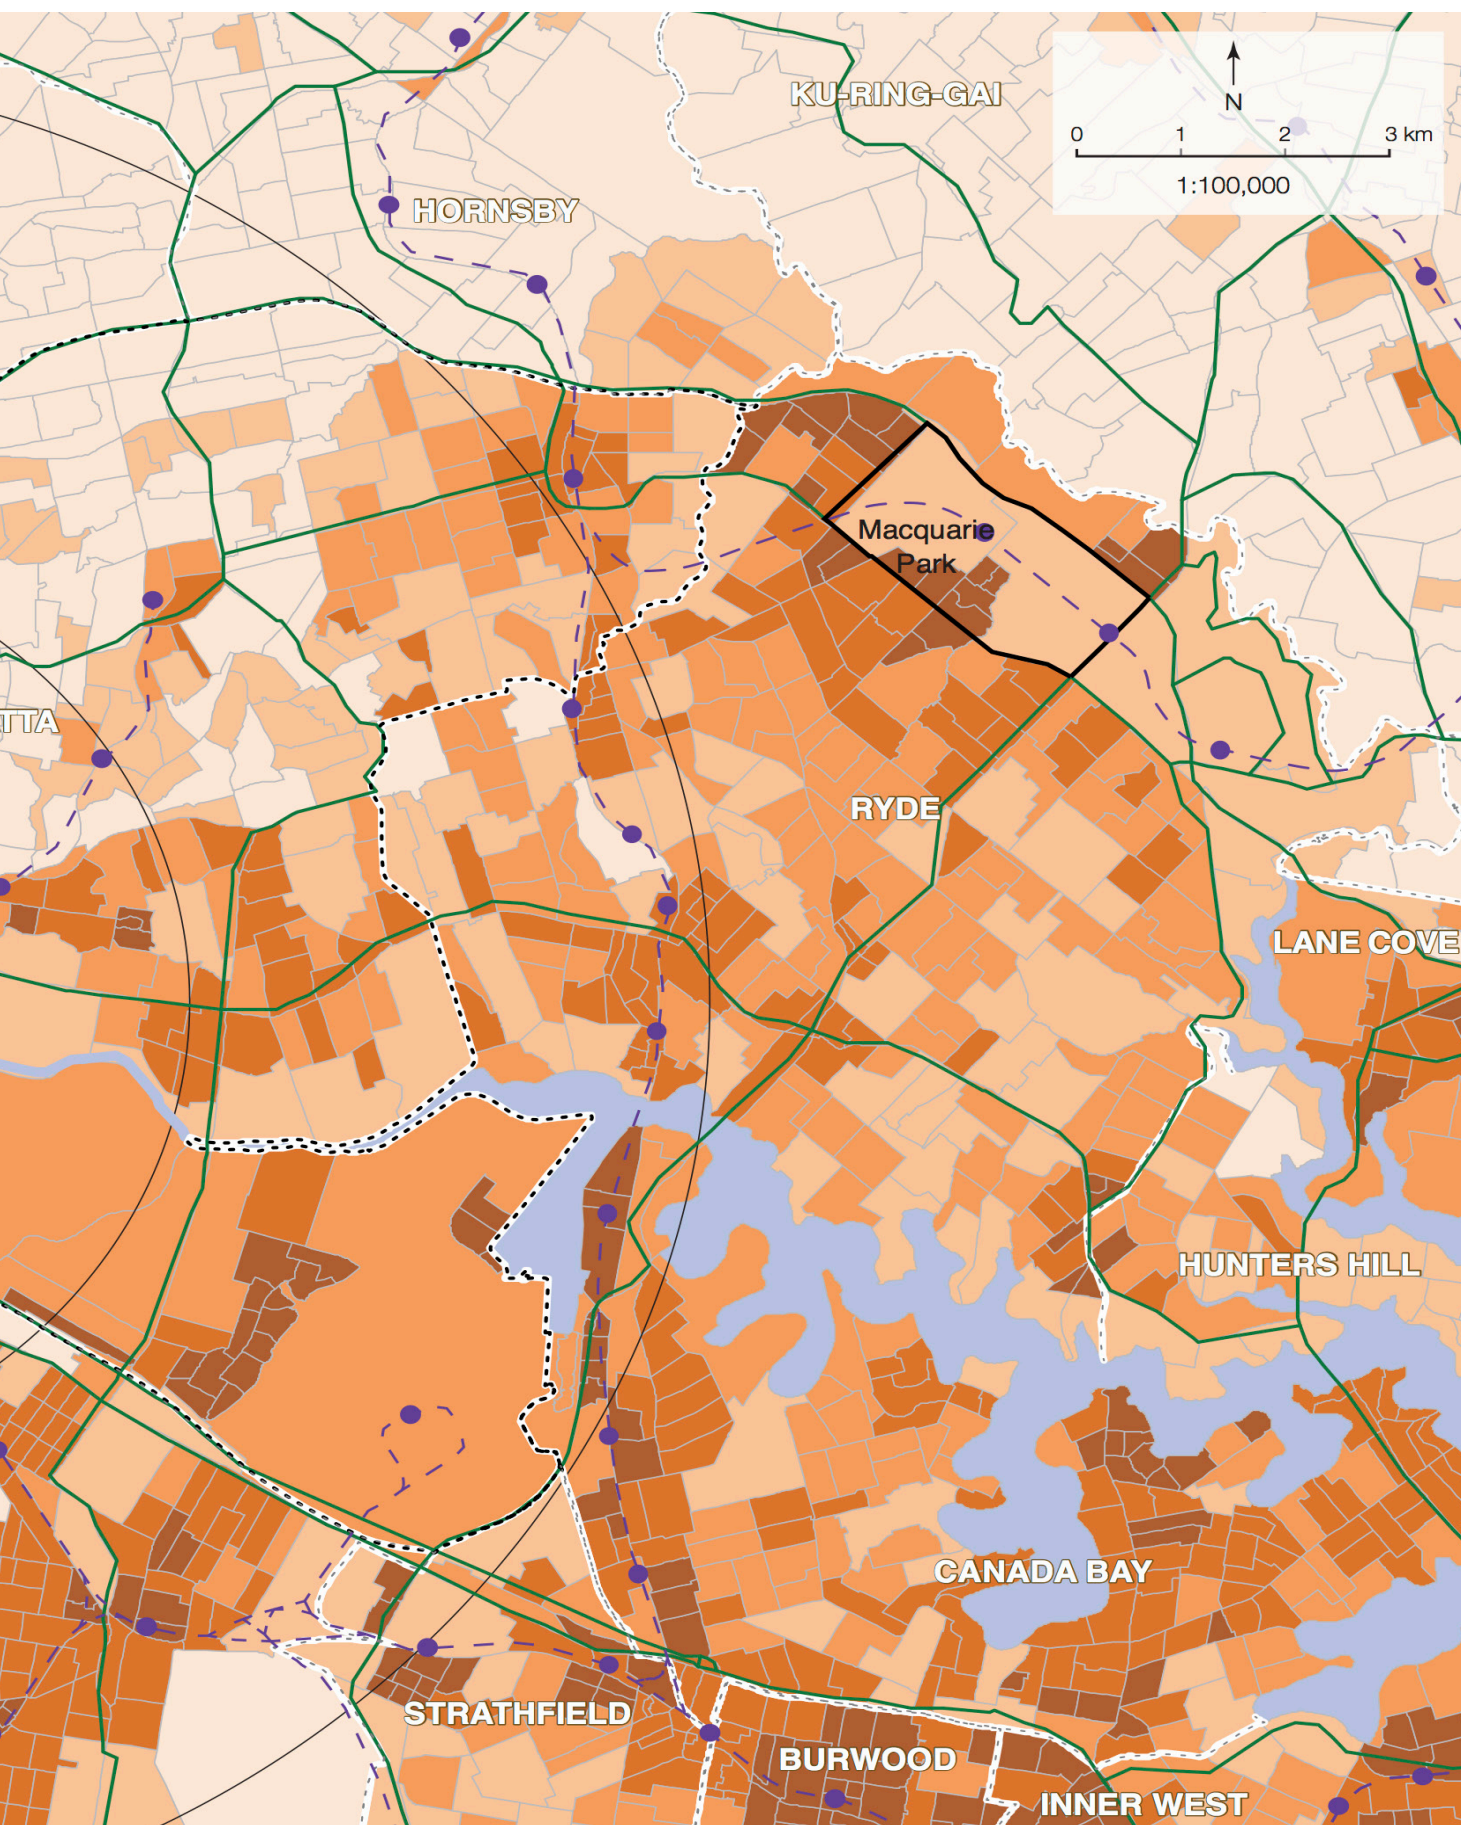 KU-RING-GAI
N
0 1 2 3 km
1:100,000
HORNSBY
Macquarie
Park
TTA
RYDE
LANE COVE
HUNTERS HILL
CANADA BAY
STRATHFIELD
BURWOOD
INNER WEST